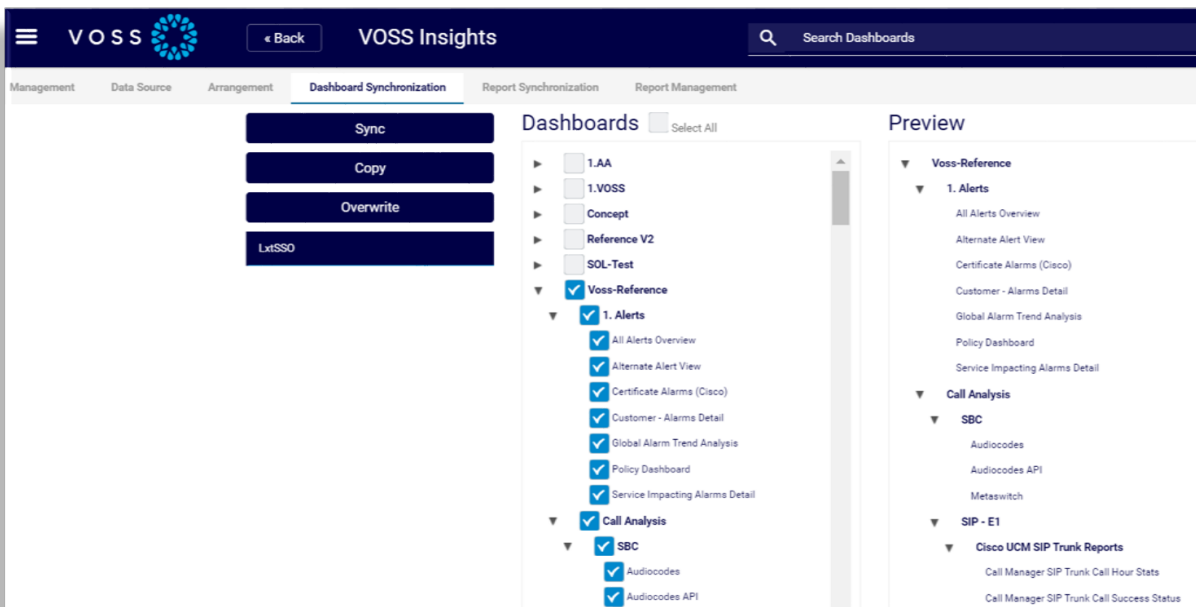 VOSS
« Back
VOSS Insights
Search Dashboards
Management
Data Source
Arrangement
Dashboard Synchronization
Report Synchronization
Report Management
Sync
Copy
Overwrite
LxtSSO
Dashboards
Select All
1.AA
1.VOSS
Concept
Reference V2
SOL-Test
Voss-Reference
1. Alerts
All Alerts Overview
Alternate Alert View
Certificate Alarms (Cisco)
Customer - Alarms Detail
Global Alarm Trend Analysis
Policy Dashboard
Service Impacting Alarms Detail
Call Analysis
SBC
Audiocodes
Audiocodes API
Preview
Voss-Reference
1. Alerts
All Alerts Overview
Alternate Alert View
Certificate Alarms (Cisco)
Customer - Alarms Detail
Global Alarm Trend Analysis
Policy Dashboard
Service Impacting Alarms Detail
Call Analysis
SBC
Audiocodes
Audiocodes API
Metaswitch
SIP - E1
Cisco UCM SIP Trunk Reports
Call Manager SIP Trunk Call Hour Stats
Call Manager SIP Trunk Call Success Status